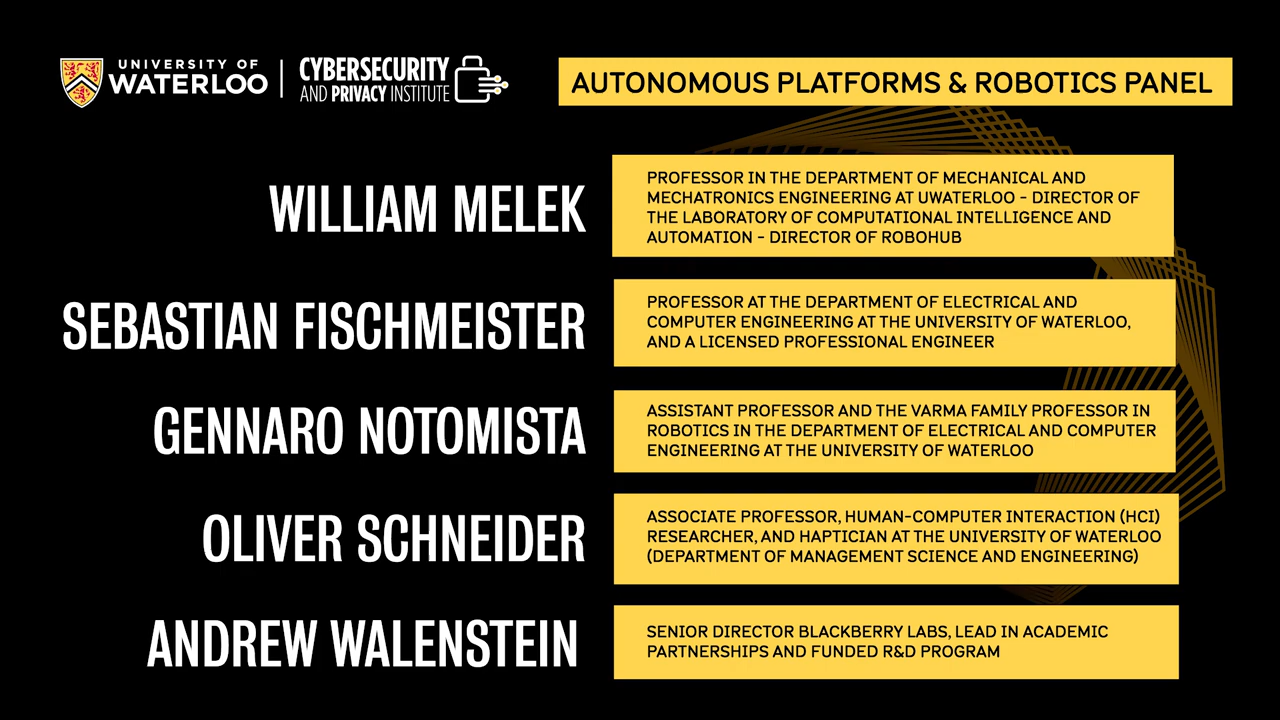 UNIVERSITY OF
WATERLOO
CYBERSECURITY
AND PRIVACY INSTITUTE
AUTONOMOUS PLATFORMS & ROBOTICS PANEL
WILLIAM MELEK
PROFESSOR IN THE DEPARTMENT OF MECHANICAL AND
MECHATRONICS ENGINEERING AT UWATERLOO - DIRECTOR OF
THE LABORATORY OF COMPUTATIONAL INTELLIGENCE AND
AUTOMATION - DIRECTOR OF ROBOHUB
SEBASTIAN FISCHMEISTER
PROFESSOR AT THE DEPARTMENT OF ELECTRICAL AND
COMPUTER ENGINEERING AT THE UNIVERSITY OF WATERLOO,
AND A LICENSED PROFESSIONAL ENGINEER
GENNARO NOTOMISTA
ASSISTANT PROFESSOR AND THE VARMA FAMILY PROFESSOR IN
ROBOTICS IN THE DEPARTMENT OF ELECTRICAL AND COMPUTER
ENGINEERING AT THE UNIVERSITY OF WATERLOO
OLIVER SCHNEIDER
ASSOCIATE PROFESSOR, HUMAN-COMPUTER INTERACTION (HCI)
RESEARCHER, AND HAPTICIAN AT THE UNIVERSITY OF WATERLOO
(DEPARTMENT OF MANAGEMENT SCIENCE AND ENGINEERING)
ANDREW WALENSTEIN
SENIOR DIRECTOR BLACKBERRY LABS, LEAD IN ACADEMIC
PARTNERSHIPS AND FUNDED R&D PROGRAM